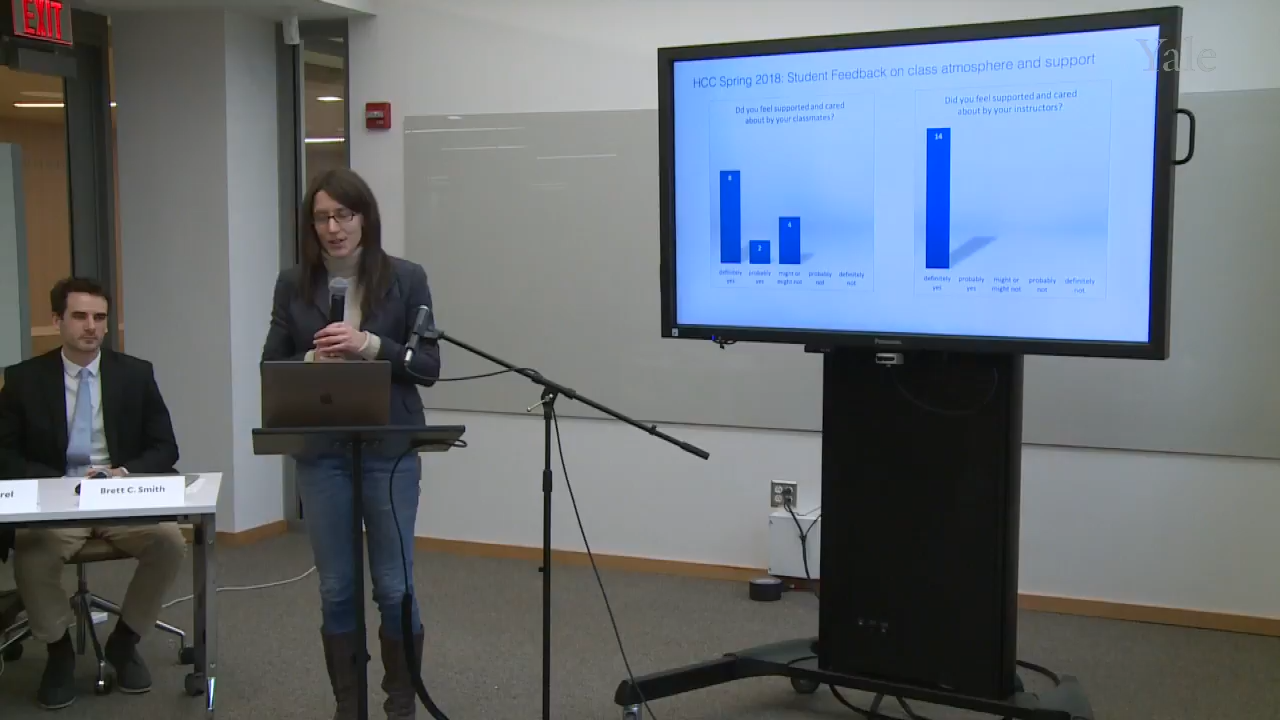 EXIT
Yale
HCC Spring 2018: Student Feedback on class atmosphere and support
Did you feel supported and cared
about by your classmates?
8
2
4
definitely
yes
probably
yes
might or
might not
probably
not
definitely
not
Did you feel supported and cared
about by your instructors?
14
definitely
yes
probably
yes
might or
might not
probably
not
definitely
not
Panasonic
rel
Brett C. Smith